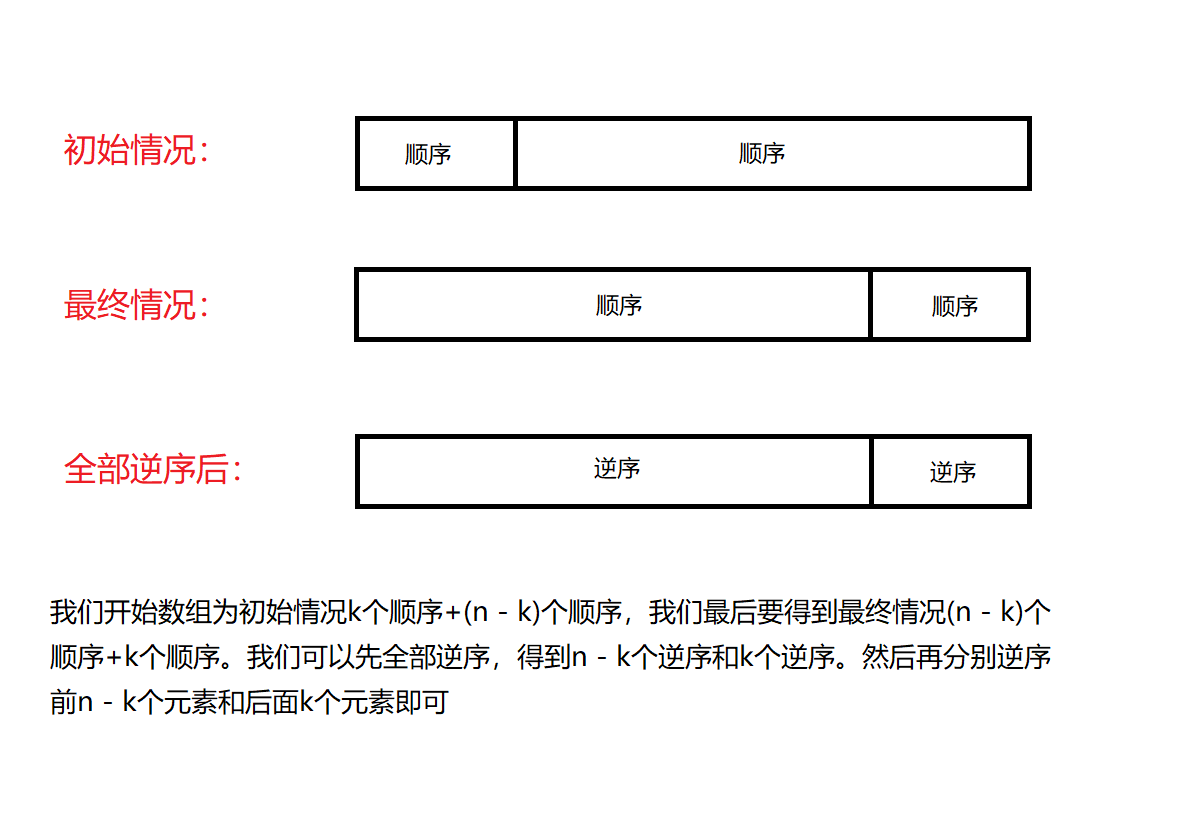 初始情况：
顺序
顺序
最终情况：
顺序
顺序
全部逆序后：
逆序
逆序
我们开始数组为初始情况k个顺序+(n - k)个顺序，我们最后要得到最终情况(n - k)个
顺序+k个顺序。我们可以先全部逆序，得到n - k个逆序和k个逆序。然后再分别逆序
前n - k个元素和后面k个元素即可